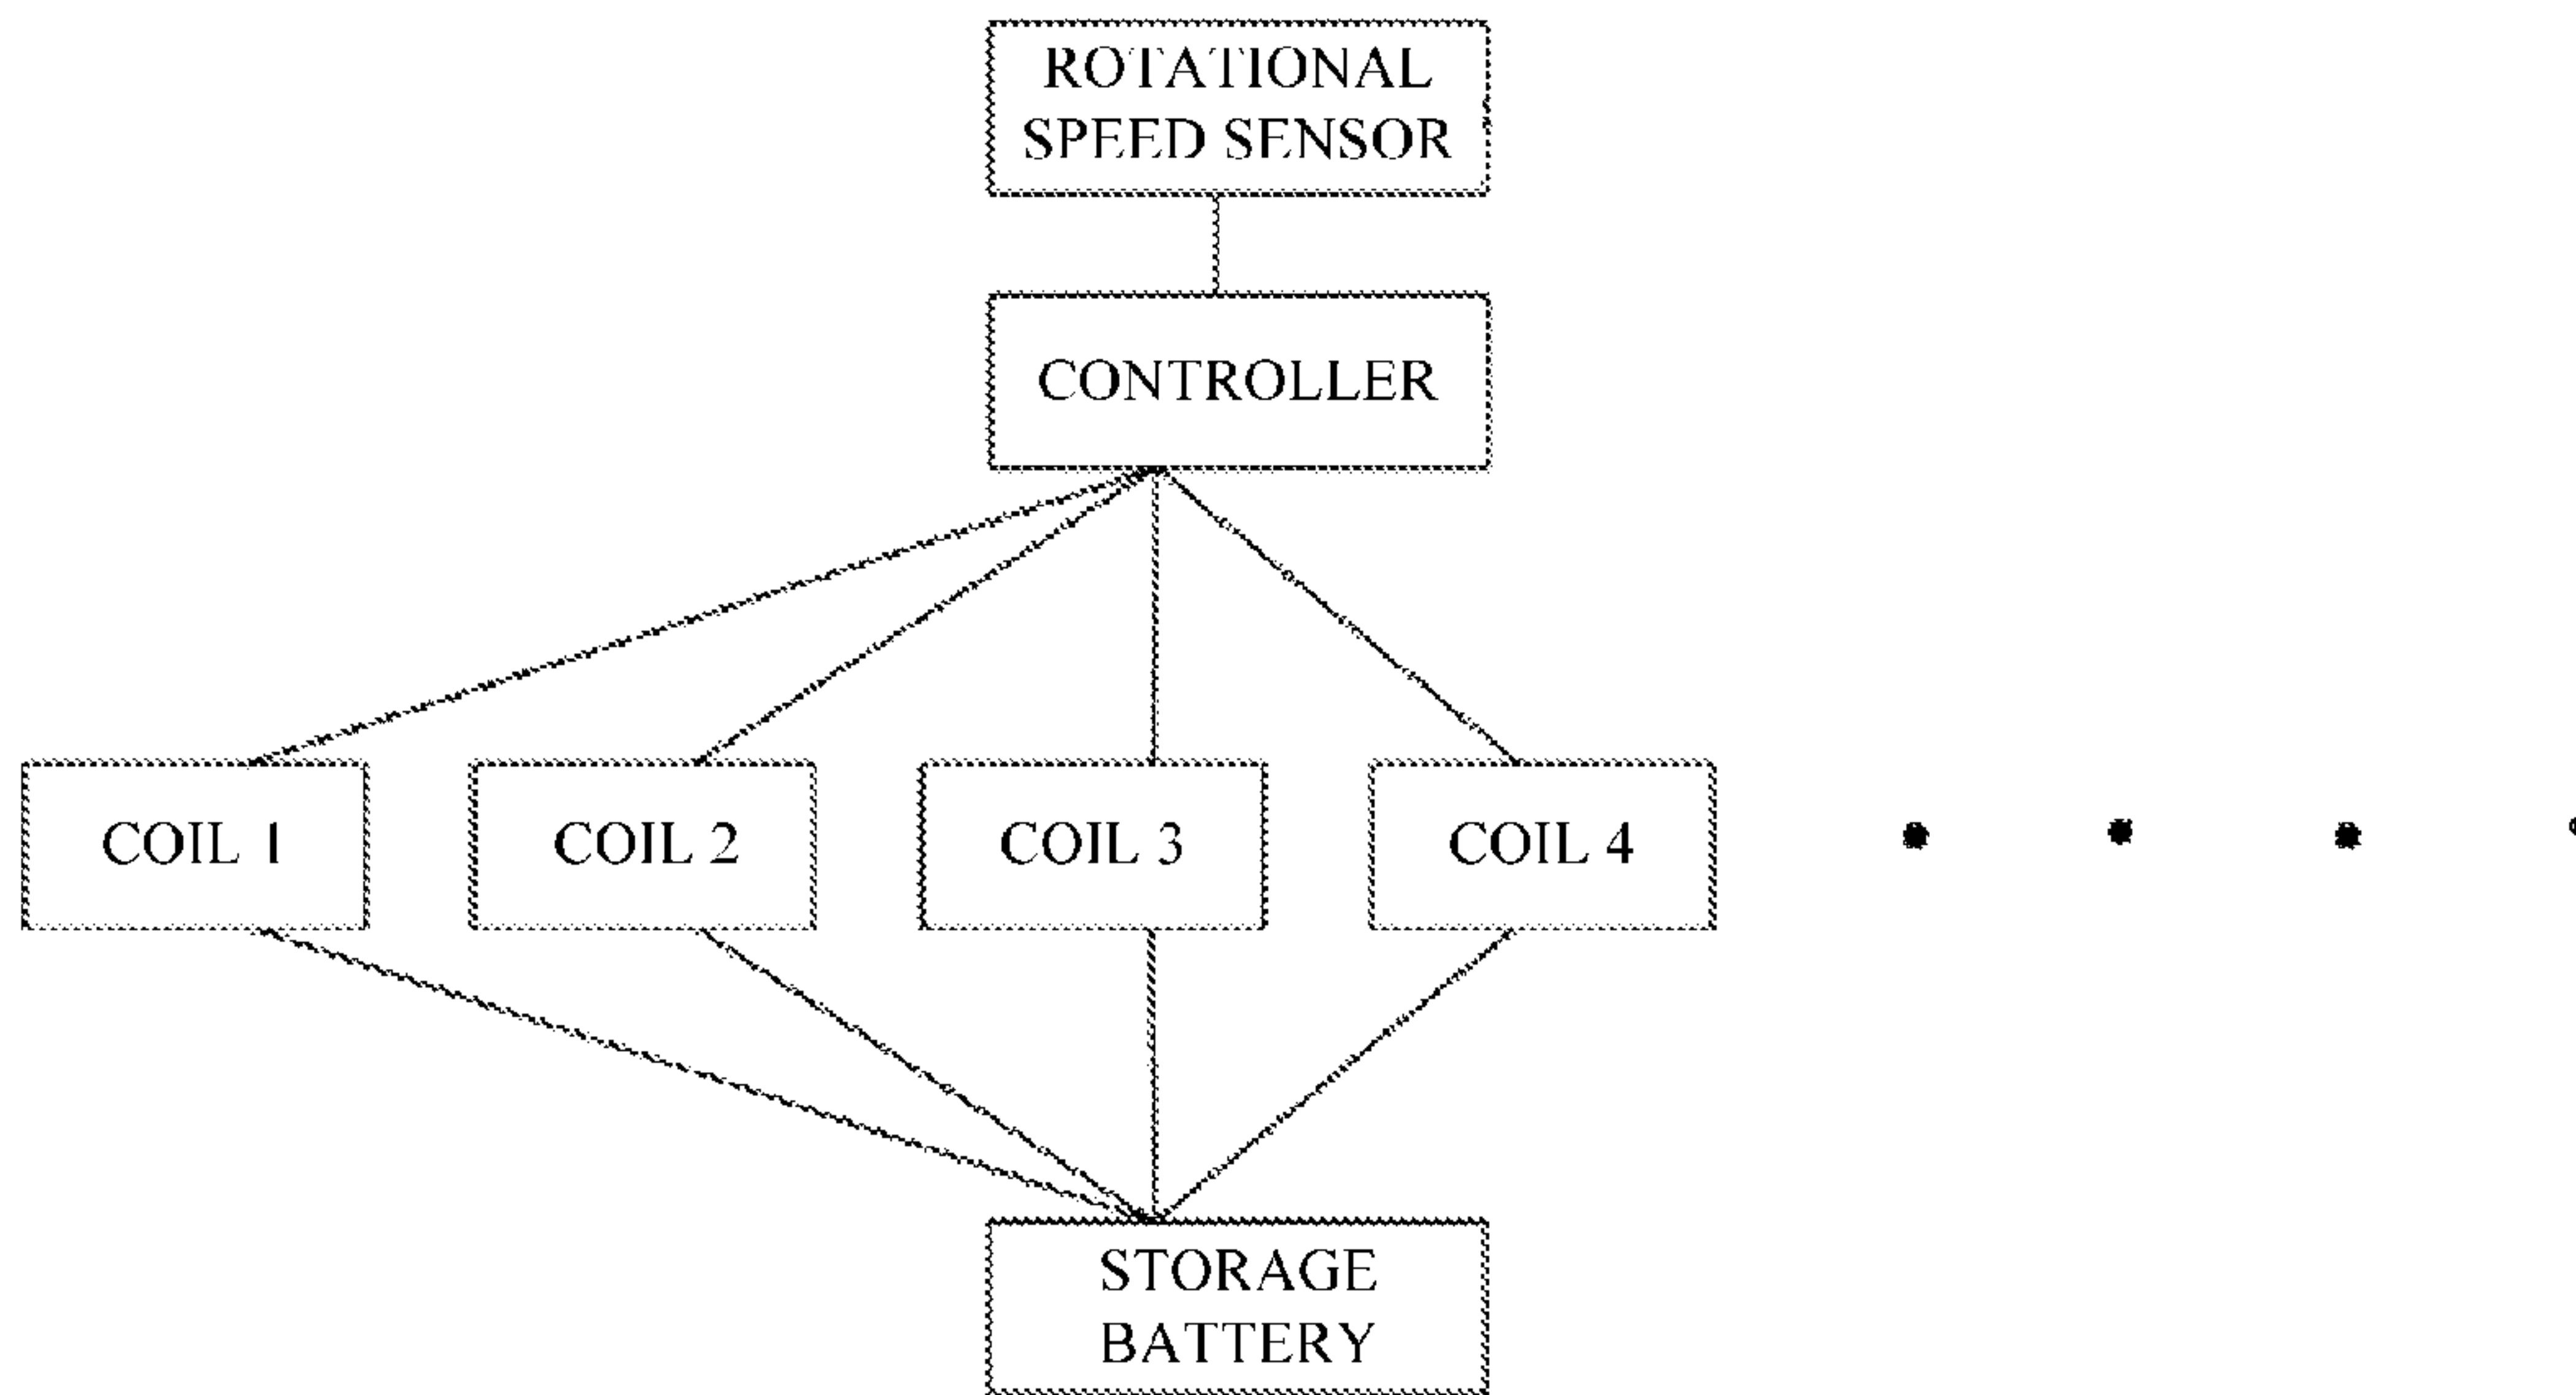 ROTATIONAL
SPEED SENSOR
CONTROLLER
COIL 1
COIL 2
COIL 3
COIL 4
STORAGE
BATTERY